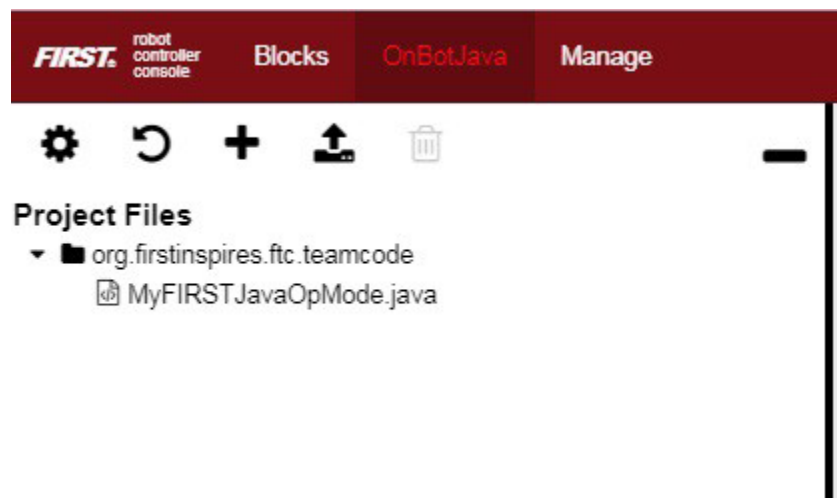 FIRST® robot controller console Blocks OnBotJava Manage
Project Files
org.firstinspires.ftc.teamcode
MyFIRSTJavaOpMode.java